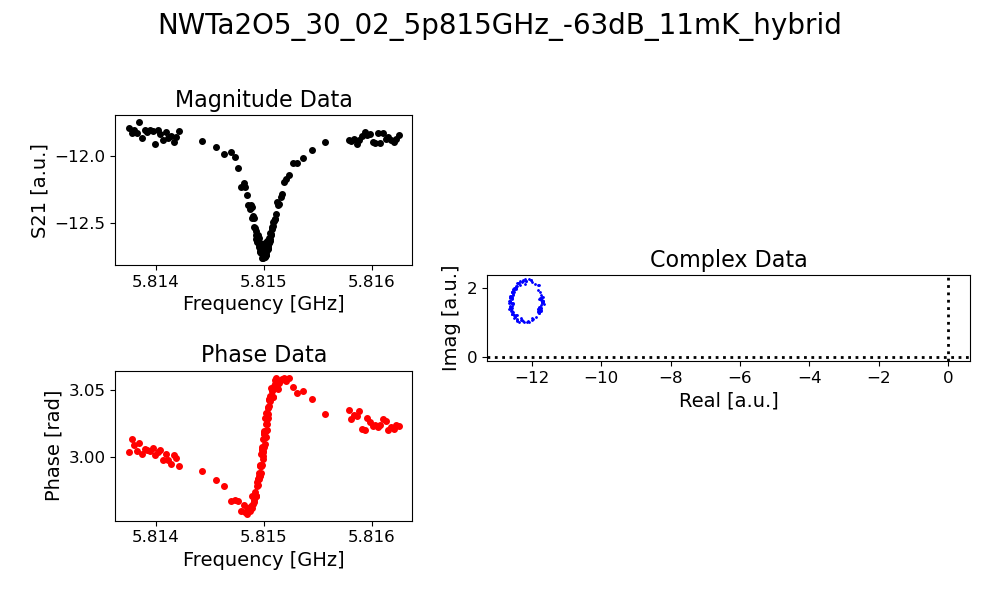 NWTa2O5_30_02_5p815GHz_-63dB_11mK_hybrid
Magnitude Data
S21 [a.u.]
−12.0
−12.5
5.814 5.815 5.816
Frequency [GHz]
Phase Data
Phase [rad]
3.05
3.00
5.814 5.815 5.816
Frequency [GHz]
Complex Data
Imag [a.u.]
2
0
−12 −10 −8 −6 −4 −2 0
Real [a.u.]